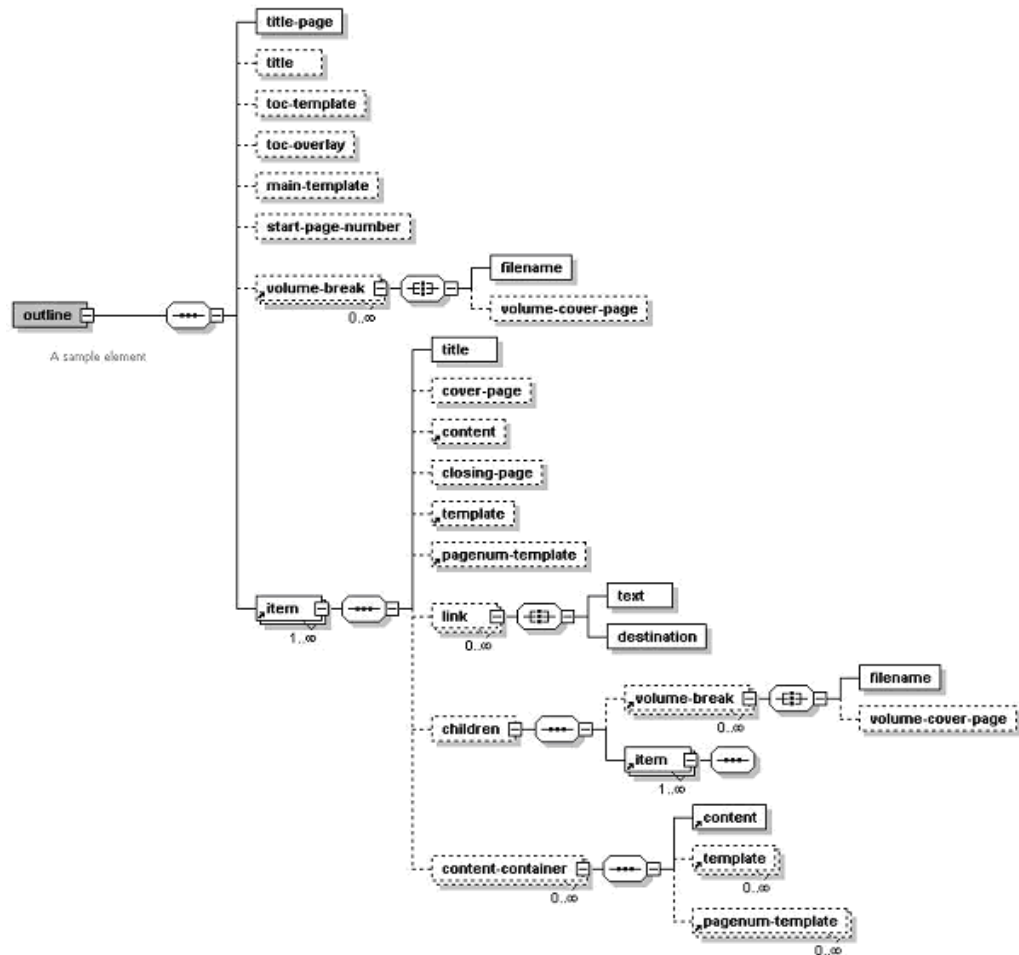 title-page
title
toc-template
toc-overlay
main-template
start-page-number
volume-break
0..∞
filename
volume-cover-page
outline
A sample element
item
1..∞
title
cover-page
content
closing-page
template
pagenum-template
link
0..∞
text
destination
children
volume-break
0..∞
filename
volume-cover-page
item
1..∞
content-container
0..∞
content
template
0..∞
pagenum-template
0..∞